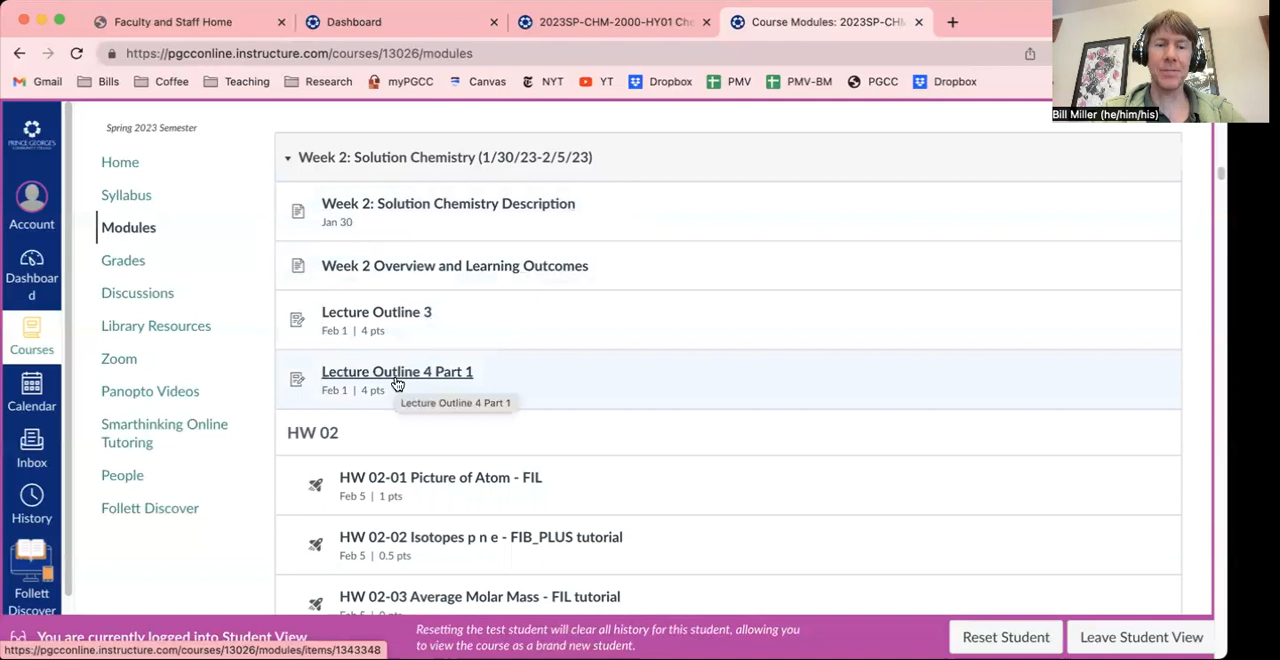 Faculty and Staff Home
Dashboard
2023SP-CHM-2000-HY01 Che
Course Modules: 2023SP-CHM
https://pgcconline.instructure.com/courses/13026/modules
Gmail
Bills
Coffee
Teaching
Research
myPGCC
Canvas
NYT
YT
Dropbox
PMV
PMV-BM
PGCC
Dropbox
Bill Miller (he/him/his)
PRINCE GEORGE'S
COMMUNITY COLLEGE
Account
Dashboar
d
Courses
Calendar
Inbox
History
Follett
Discover
Spring 2023 Semester
Home
Syllabus
Modules
Grades
Discussions
Library Resources
Zoom
Panopto Videos
Smarthinking Online
Tutoring
People
Follett Discover
Week 2: Solution Chemistry (1/30/23-2/5/23)
Week 2: Solution Chemistry Description
Jan 30
Week 2 Overview and Learning Outcomes
Lecture Outline 3
Feb 1 | 4 pts
Lecture Outline 4 Part 1
Feb 1 | 4 pts
Lecture Outline 4 Part 1
HW 02
HW 02-01 Picture of Atom - FIL
Feb 5 | 1 pts
HW 02-02 Isotopes p n e - FIB_PLUS tutorial
Feb 5 | 0.5 pts
HW 02-03 Average Molar Mass - FIL tutorial
You are currently logged into Student View
Resetting the test student will clear all history for this student, allowing you
to view the course as a brand new student.
Reset Student
Leave Student View
https://pgcconline.instructure.com/courses/13026/modules/items/1343348